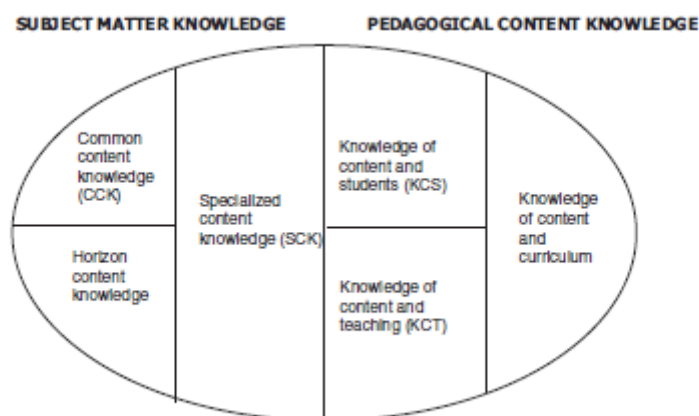 SUBJECT MATTER KNOWLEDGE
PEDAGOGICAL CONTENT KNOWLEDGE
Common
content
knowledge
(CCK)
Horizon
content
knowledge
Specialized
content
knowledge (SCK)
Knowledge of
content and
students (KCS)
Knowledge of
content and
teaching (KCT)
Knowledge
of content
and
curriculum